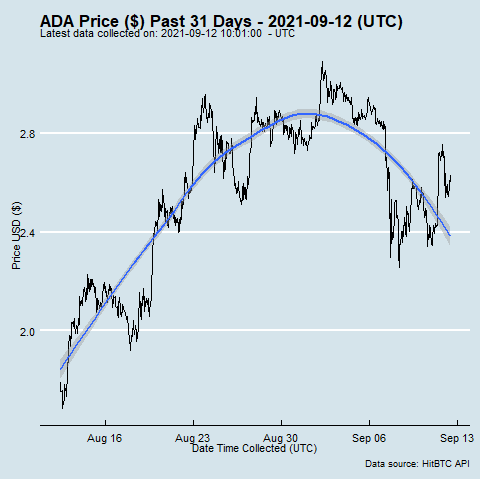 ADA Price ($) Past 31 Days - 2021-09-12 (UTC)
Latest data collected on: 2021-09-12 10:01:00 - UTC
Price USD ($)
2.8
2.4
2.0
Aug 16 Aug 23 Aug 30 Sep 06 Sep 13
Date Time Collected (UTC)
Data source: HitBTC API